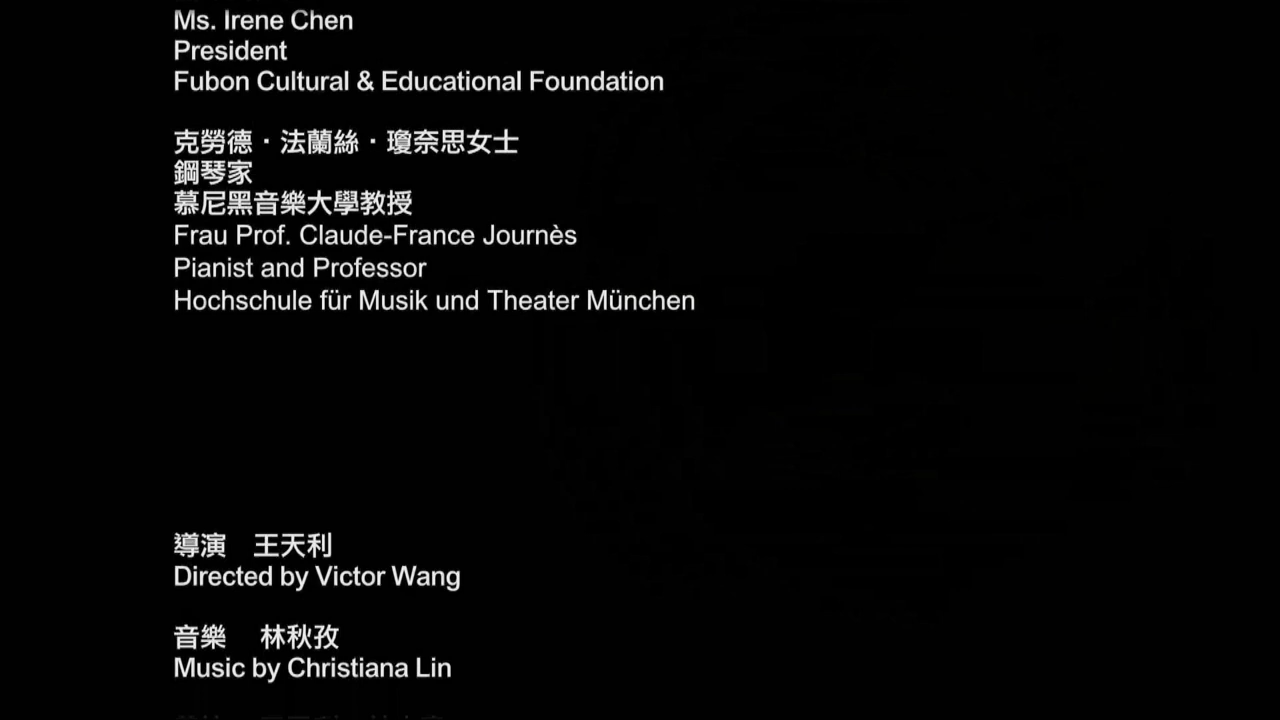 Ms. Irene Chen
President
Fubon Cultural & Educational Foundation
克勞德・法蘭絲・瓊奈思女士
鋼琴家
慕尼黑音樂大學教授
Frau Prof. Claude-France Journès
Pianist and Professor
Hochschule für Musik und Theater München
導演 王天利
Directed by Victor Wang
音樂 林秋孜
Music by Christiana Lin